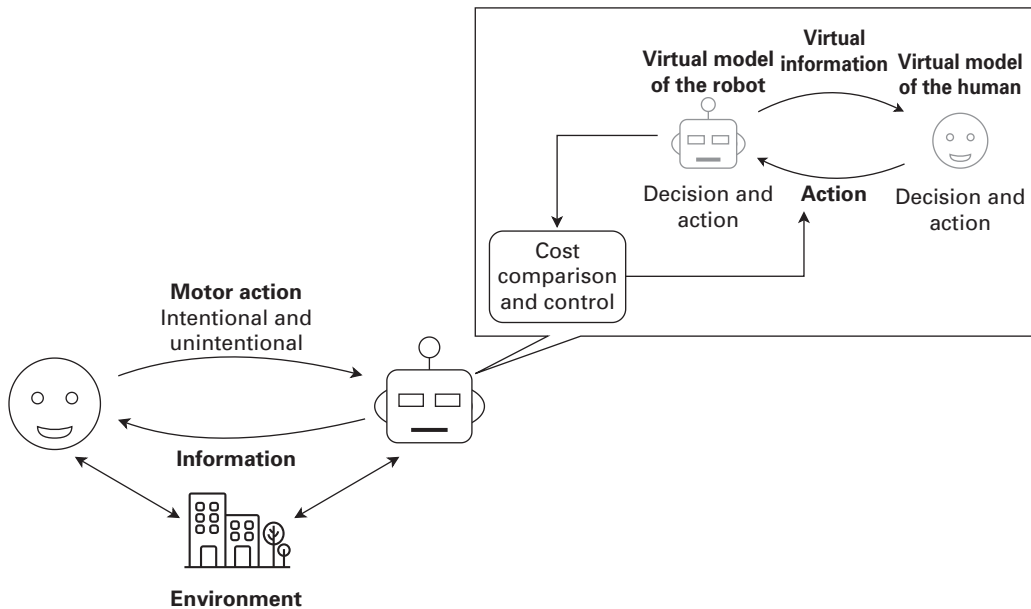 Virtual
information
Virtual model
of the robot
Virtual model
of the human
Decision and
action
Action
Decision and
action
Cost
comparison
and control
Motor action
Intentional and
unintentional
Information
Environment